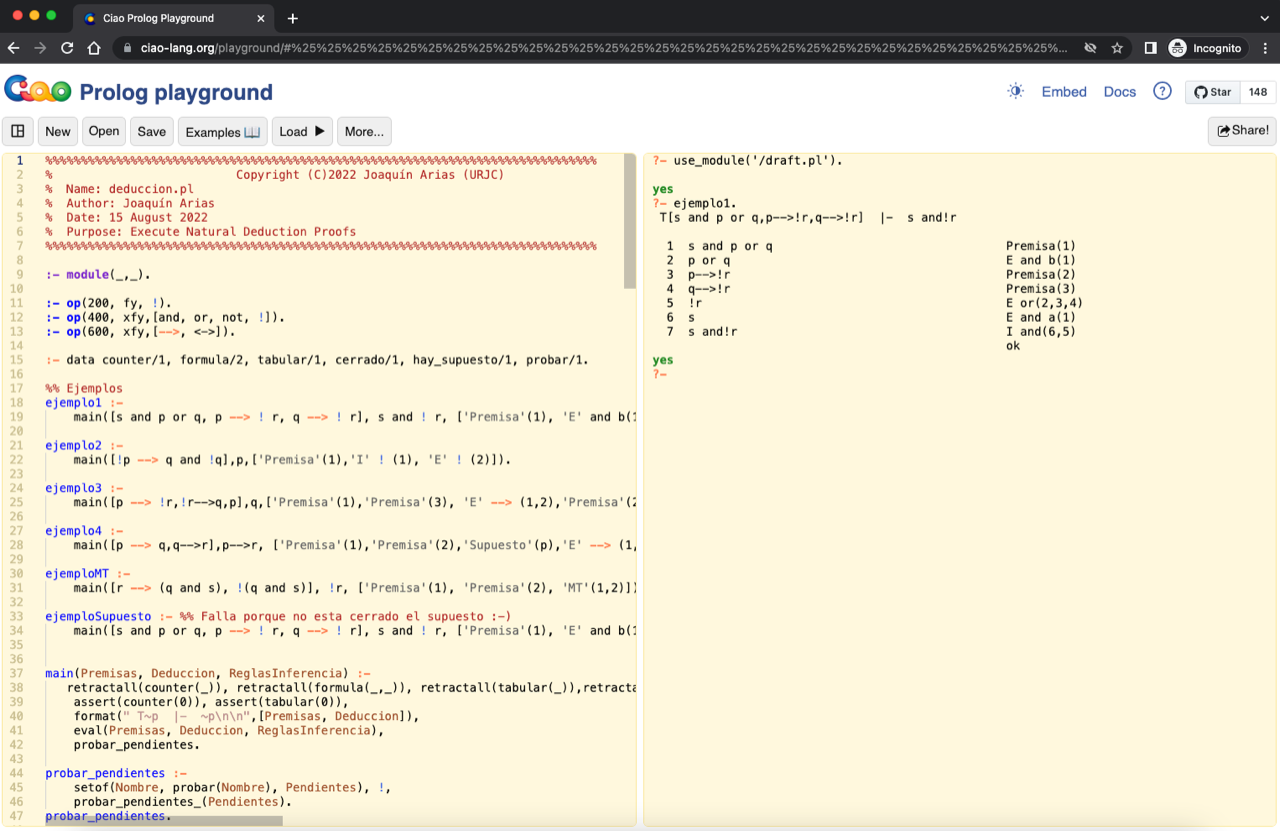 Ciao Prolog Playground
ciao-lang.org/playground/#%25%25%25%25%25%25%25%25%25%25%25%25%25%25%25%25%25%25%25%25%25%25%25%25%25%25%25%25%25%...
Incognito
Ciao Prolog playground
Embed
Docs
?
Star
148
New
Open
Save
Examples
Load
More...
Share!
1 %%%%%%%%%%%%%%%%%%%%%%%%%%%%%%%%%%%%%%%%%%%%%%%%%%%%%%%%%%%%%%%%%%%%%%%%%%%%%%%%
2 % Copyright (C)2022 Joaquín Arias (URJC)
3 % Name: deduccion.pl
4 % Author: Joaquín Arias
5 % Date: 15 August 2022
6 % Purpose: Execute Natural Deduction Proofs
7 %%%%%%%%%%%%%%%%%%%%%%%%%%%%%%%%%%%%%%%%%%%%%%%%%%%%%%%%%%%%%%%%%%%%%%%%%%%%%%%%
8
9 :- module(_,_).
10
11 :- op(200, fy, !).
12 :- op(400, xfy,[and, or, not, !]).
13 :- op(600, xfy,[-->, <->]).
14
15 :- data counter/1, formula/2, tabular/1, cerrado/1, hay_supuesto/1, probar/1.
16
17 %% Ejemplos
18 ejemplo1 :-
19 main([s and p or q, p --> ! r, q --> ! r], s and ! r, ['Premisa'(1), 'E' and b(1
20
21 ejemplo2 :-
22 main([!p --> q and !q],p,['Premisa'(1),'I' ! (1), 'E' ! (2)]).
23
24 ejemplo3 :-
25 main([p --> !r,!r-->q,p],q,['Premisa'(1),'Premisa'(3), 'E' --> (1,2),'Premisa'(2
26
27 ejemplo4 :-
28 main([p --> q,q-->r],p-->r, ['Premisa'(1),'Premisa'(2),'Supuesto'(p),'E' --> (1,
29
30 ejemploMT :-
31 main([r --> (q and s), !(q and s)], !r, ['Premisa'(1), 'Premisa'(2), 'MT'(1,2)])
32
33 ejemploSupuesto :- %% Falla porque no esta cerrado el supuesto :-)
34 main([s and p or q, p --> ! r, q --> ! r], s and ! r, ['Premisa'(1), 'E' and b(1
35
36
37 main(Premisas, Deduccion, ReglasInferencia) :-
38 retractall(counter(_)), retractall(formula(_,_)), retractall(tabular(_)),retracta
39 assert(counter(0)), assert(tabular(0)),
40 format(" T~p |- ~p\n\n",[Premisas, Deduccion]),
41 eval(Premisas, Deduccion, ReglasInferencia),
42 probar_pendientes.
43
44 probar_pendientes :-
45 setof(Nombre, probar(Nombre), Pendientes), !,
46 probar_pendientes_(Pendientes).
47 probar_pendientes.
?- use_module('/draft.pl').
yes
?- ejemplo1.
T[s and p or q,p-->!r,q-->!r] |- s and!r
1 s and p or q Premisa(1)
2 p or q E and b(1)
3 p-->!r Premisa(2)
4 q-->!r Premisa(3)
5 !r E or(2,3,4)
6 s E and a(1)
7 s and!r I and(6,5)
ok
yes
?-